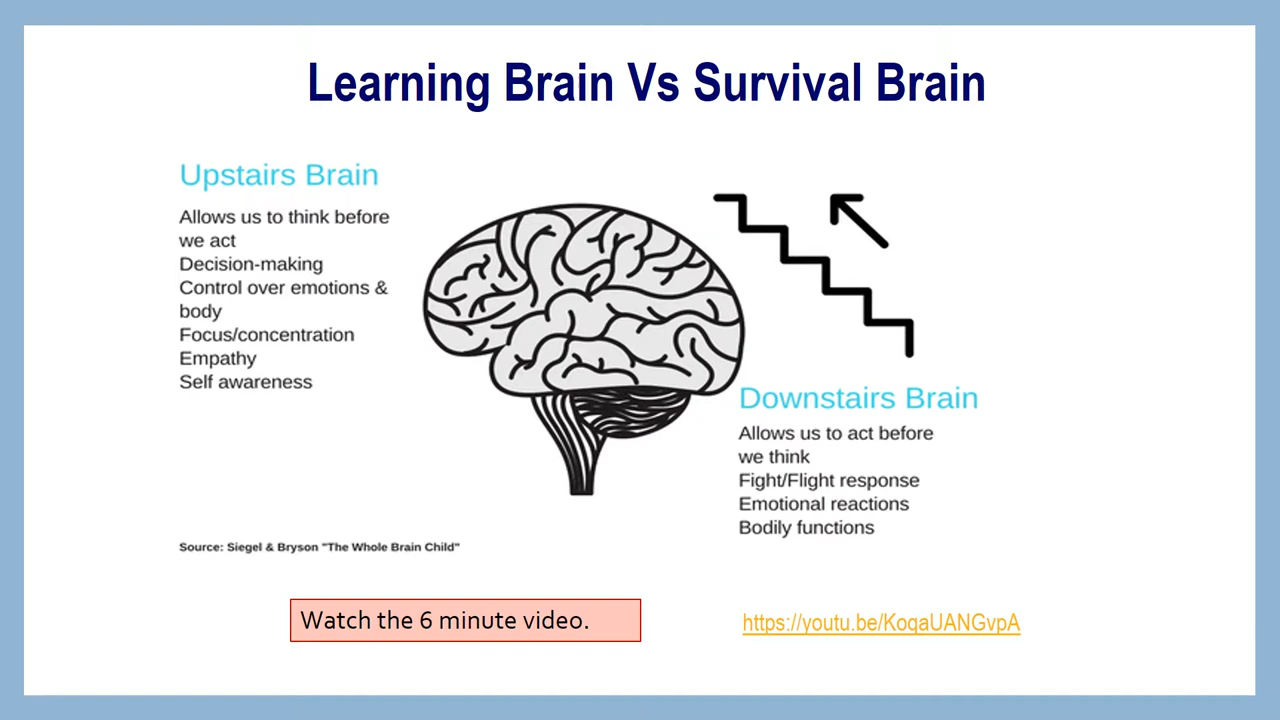 Learning Brain Vs Survival Brain
Upstairs Brain
Allows us to think before
we act
Decision-making
Control over emotions &
body
Focus/concentration
Empathy
Self awareness
Downstairs Brain
Allows us to act before
we think
Fight/Flight response
Emotional reactions
Bodily functions
Source: Siegel & Bryson "The Whole Brain Child"
Watch the 6 minute video.
https://youtu.be/KoqaUANGvpA